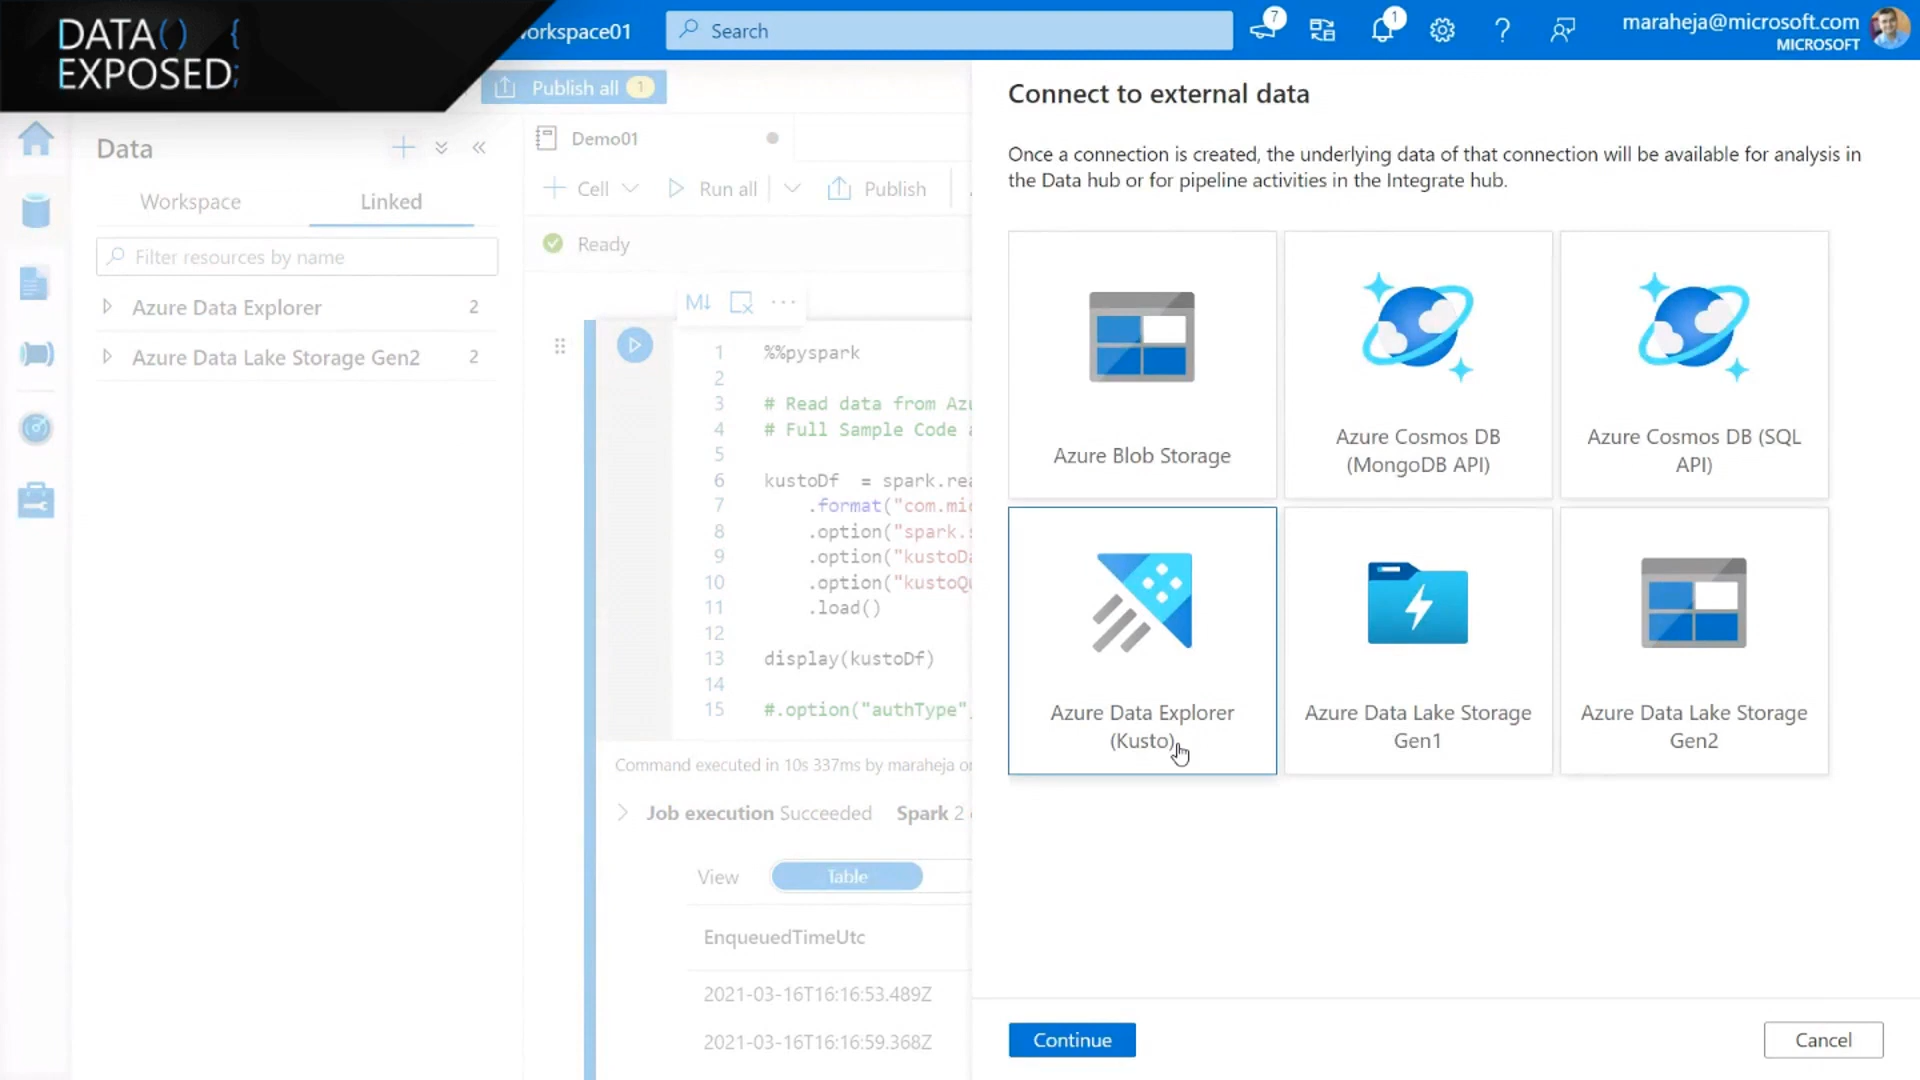 DATA() {
EXPOSED;
orkspace01
Search
7
1
maraheja@microsoft.com
MICROSOFT
Publish all 1
Data
Workspace
Linked
Filter resources by name
Azure Data Explorer 2
Azure Data Lake Storage Gen2 2
Demo01
Cell
Run all
Publish
Ready
M↓
...
1 %%pyspark
2
3 # Read data from Azu
4 # Full Sample Code a
5
6 kustoDf = spark.rea
7 .format("com.mic
8 .option("spark.s
9 .option("kustoDa
10 .option("kustoQu
11 .load()
12
13 display(kustoDf)
14
15 #.option("authType"
Command executed in 10s 337ms by maraheja on
Job execution Succeeded Spark 2
View
Table
EnqueuedTimeUtc
2021-03-16T16:16:53.489Z
2021-03-16T16:16:59.368Z
Connect to external data
Once a connection is created, the underlying data of that connection will be available for analysis in
the Data hub or for pipeline activities in the Integrate hub.
Azure Blob Storage
Azure Cosmos DB
(MongoDB API)
Azure Cosmos DB (SQL
API)
Azure Data Explorer
(Kusto)
Azure Data Lake Storage
Gen1
Azure Data Lake Storage
Gen2
Continue
Cancel